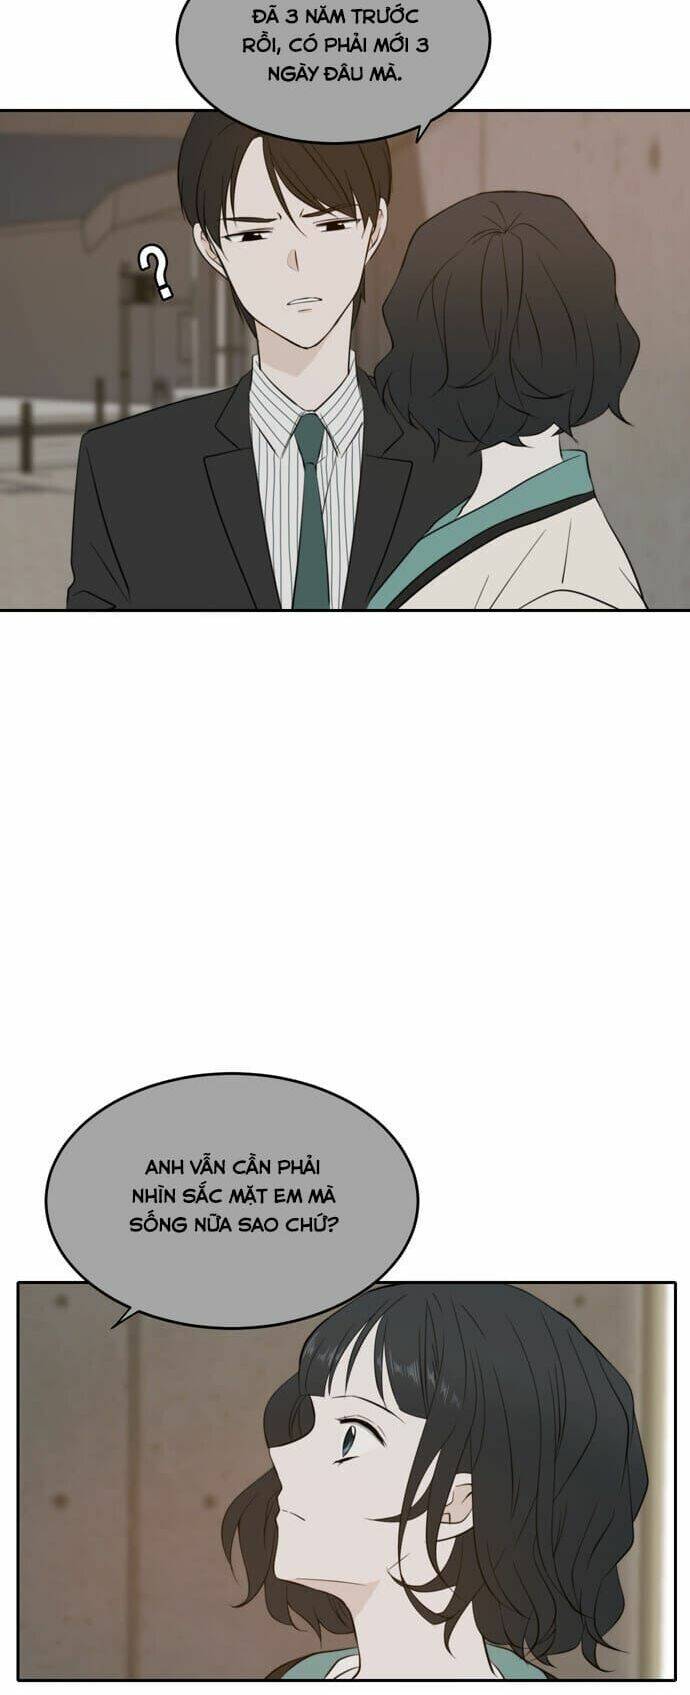 ĐÃ 3 NĂM TRƯỚC
RỒI, CÓ PHẢI MỚI 3
NGÀY ĐÂU MÀ.
?
ANH VẪN CẦN PHẢI
NHÌN SẮC MẶT EM MÀ
SỐNG NỮA SAO CHỨ?